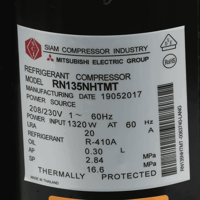 SIAM COMPRESSOR INDUSTRY
MITSUBISHI ELECTRIC GROUP
REFRIGERANT COMPRESSOR
MODEL RN135NHTMT
MANUFACTURING DATE 19052017
POWER SOURCE
208/230V 1~ 60Hz
POWER INPUT 1320 W AT 60 Hz
LRA 20 A
REFRIGERANT R-410A
OIL 0.30 L
HP 2.84 MPa
16.6 MPa
THERMALLY PROTECTED
MADE IN THAILAND